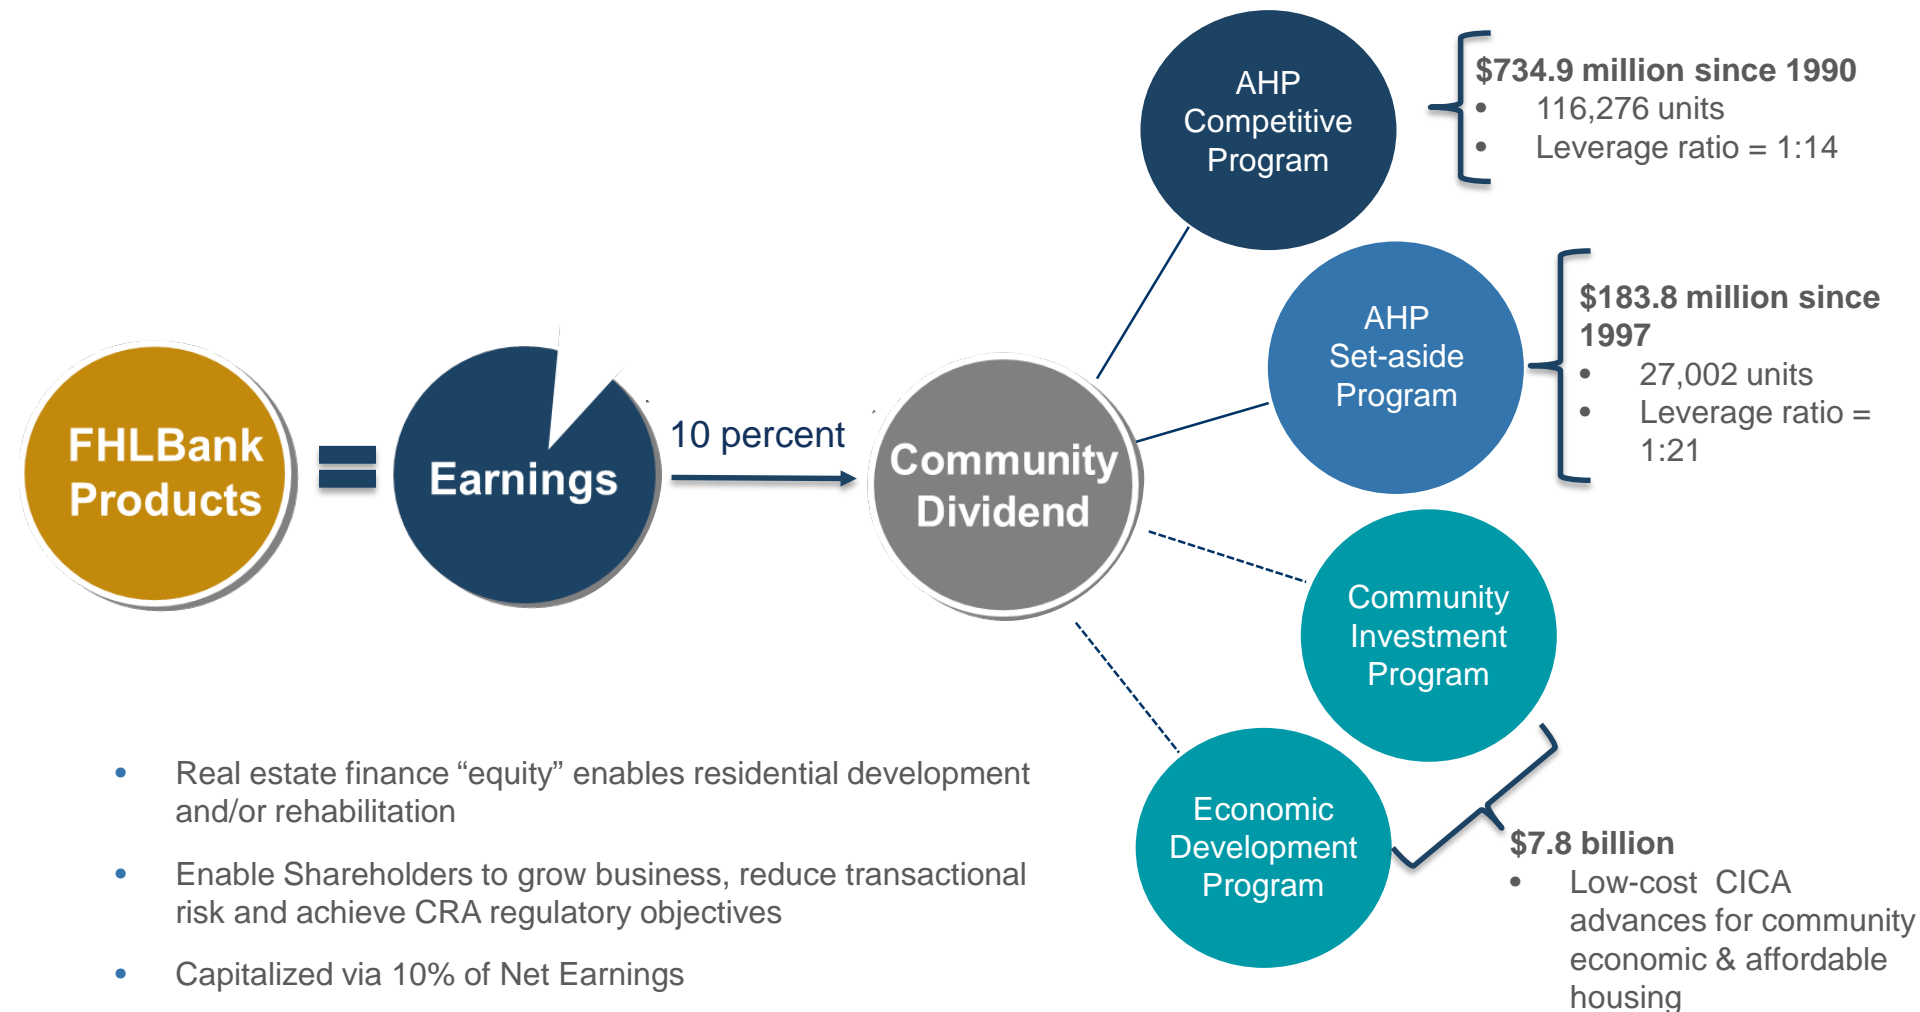 FHLBank
Products
Earnings
10 percent
Community
Dividend
AHP
Competitive
Program
$734.9 million since 1990
• 116,276 units
• Leverage ratio = 1:14
AHP
Set-aside
Program
$183.8 million since
1997
• 27,002 units
• Leverage ratio =
1:21
Community
Investment
Program
Economic
Development
Program
$7.8 billion
• Low-cost CICA
advances for community
economic & affordable
housing
• Real estate finance “equity” enables residential development
and/or rehabilitation
• Enable Shareholders to grow business, reduce transactional
risk and achieve CRA regulatory objectives
• Capitalized via 10% of Net Earnings